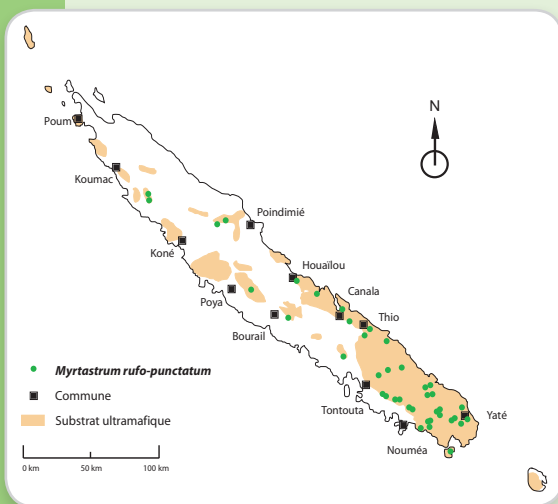 N
Poum
Koumac
Poindimié
Koné
Houaïlou
Canala
Poya
Thio
Bourail
Myrtastrum rufo-punctatum
Commune
Tontouta
Substrat ultramafique
Yaté
Nouméa
0 km 50 km 100 km